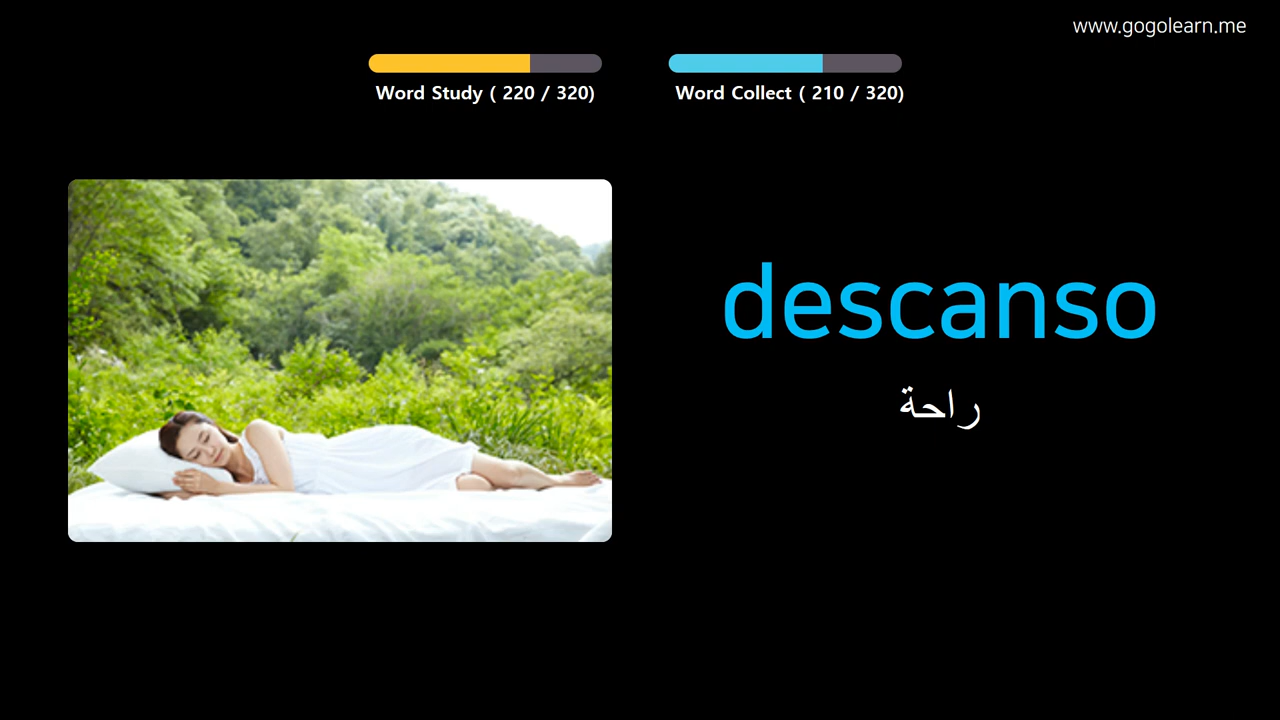 www.gogolearn.me
Word Study ( 220 / 320)
Word Collect ( 210 / 320)
descanso
راحة